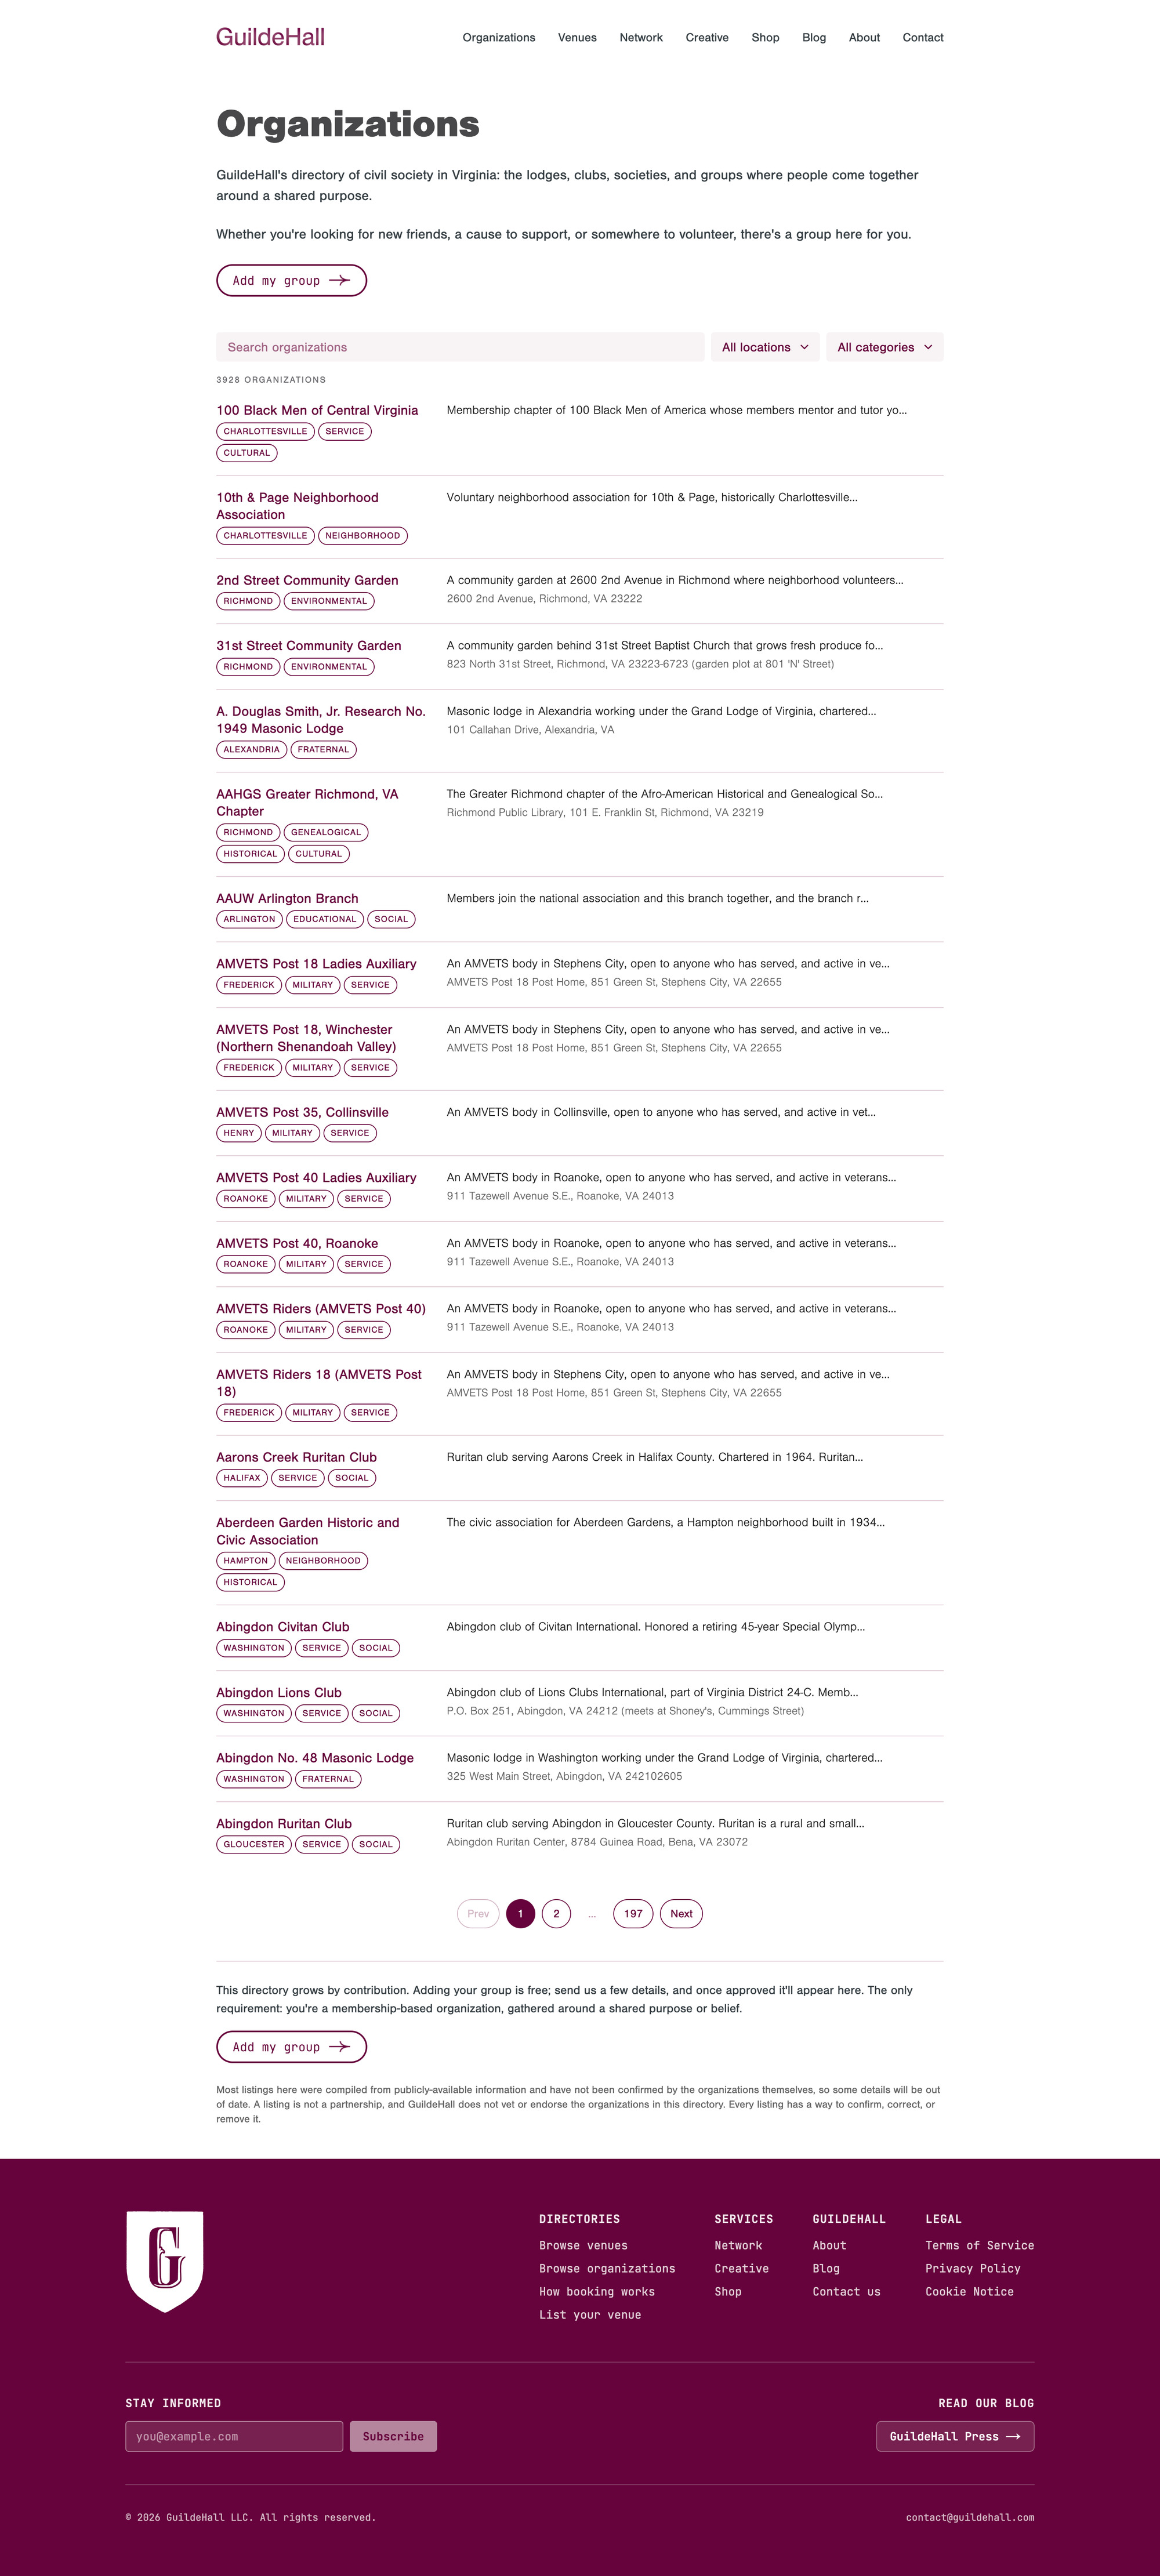 GuildeHall
Organizations Venues Network Creative Shop Blog About Contact
Organizations
GuildeHall's directory of civil society in Virginia: the lodges, clubs, societies, and groups where people come together
around a shared purpose.
Whether you're looking for new friends, a cause to support, or somewhere to volunteer, there's a group here for you.
Add my group
Search organizations
All locations
All categories
3928 ORGANIZATIONS
100 Black Men of Central Virginia
CHARLOTTESVILLE SERVICE
CULTURAL
Membership chapter of 100 Black Men of America whose members mentor and tutor yo...
10th & Page Neighborhood
Association
CHARLOTTESVILLE NEIGHBORHOOD
Voluntary neighborhood association for 10th & Page, historically Charlottesville...
2nd Street Community Garden
RICHMOND ENVIRONMENTAL
A community garden at 2600 2nd Avenue in Richmond where neighborhood volunteers...
2600 2nd Avenue, Richmond, VA 23222
31st Street Community Garden
RICHMOND ENVIRONMENTAL
A community garden behind 31st Street Baptist Church that grows fresh produce fo...
823 North 31st Street, Richmond, VA 23223-6723 (garden plot at 801 'N' Street)
A. Douglas Smith, Jr. Research No.
1949 Masonic Lodge
ALEXANDRIA FRATERNAL
Masonic lodge in Alexandria working under the Grand Lodge of Virginia, chartered...
101 Callahan Drive, Alexandria, VA
AAHGS Greater Richmond, VA
Chapter
RICHMOND GENEALOGICAL
HISTORICAL CULTURAL
The Greater Richmond chapter of the Afro-American Historical and Genealogical So...
Richmond Public Library, 101 E. Franklin St, Richmond, VA 23219
AAUW Arlington Branch
ARLINGTON EDUCATIONAL SOCIAL
Members join the national association and this branch together, and the branch r...
AMVETS Post 18 Ladies Auxiliary
FREDERICK MILITARY SERVICE
An AMVETS body in Stephens City, open to anyone who has served, and active in ve...
AMVETS Post 18 Post Home, 851 Green St, Stephens City, VA 22655
AMVETS Post 18, Winchester
(Northern Shenandoah Valley)
FREDERICK MILITARY SERVICE
An AMVETS body in Stephens City, open to anyone who has served, and active in ve...
AMVETS Post 18 Post Home, 851 Green St, Stephens City, VA 22655
AMVETS Post 35, Collinsville
HENRY MILITARY SERVICE
An AMVETS body in Collinsville, open to anyone who has served, and active in vet...
AMVETS Post 40 Ladies Auxiliary
ROANOKE MILITARY SERVICE
An AMVETS body in Roanoke, open to anyone who has served, and active in veterans...
911 Tazewell Avenue S.E., Roanoke, VA 24013
AMVETS Post 40, Roanoke
ROANOKE MILITARY SERVICE
An AMVETS body in Roanoke, open to anyone who has served, and active in veterans...
911 Tazewell Avenue S.E., Roanoke, VA 24013
AMVETS Riders (AMVETS Post 40)
ROANOKE MILITARY SERVICE
An AMVETS body in Roanoke, open to anyone who has served, and active in veterans...
911 Tazewell Avenue S.E., Roanoke, VA 24013
AMVETS Riders 18 (AMVETS Post
18)
FREDERICK MILITARY SERVICE
An AMVETS body in Stephens City, open to anyone who has served, and active in ve...
AMVETS Post 18 Post Home, 851 Green St, Stephens City, VA 22655
Aarons Creek Ruritan Club
HALIFAX SERVICE SOCIAL
Ruritan club serving Aarons Creek in Halifax County. Chartered in 1964. Ruritan...
Aberdeen Garden Historic and
Civic Association
HAMPTON NEIGHBORHOOD
HISTORICAL
The civic association for Aberdeen Gardens, a Hampton neighborhood built in 1934...
Abingdon Civitan Club
WASHINGTON SERVICE SOCIAL
Abingdon club of Civitan International. Honored a retiring 45-year Special Olymp...
Abingdon Lions Club
WASHINGTON SERVICE SOCIAL
Abingdon club of Lions Clubs International, part of Virginia District 24-C. Memb...
P.O. Box 251, Abingdon, VA 24212 (meets at Shoney's, Cummings Street)
Abingdon No. 48 Masonic Lodge
WASHINGTON FRATERNAL
Masonic lodge in Washington working under the Grand Lodge of Virginia, chartered...
325 West Main Street, Abingdon, VA 242102605
Abingdon Ruritan Club
GLOUCESTER SERVICE SOCIAL
Ruritan club serving Abingdon in Gloucester County. Ruritan is a rural and small...
Abingdon Ruritan Center, 8784 Guinea Road, Bena, VA 23072
Prev 1 2 ... 197 Next
This directory grows by contribution. Adding your group is free; send us a few details, and once approved it'll appear here. The only
requirement: you're a membership-based organization, gathered around a shared purpose or belief.
Add my group
Most listings here were compiled from publicly-available information and have not been confirmed by the organizations themselves, so some details will be out
of date. A listing is not a partnership, and GuildeHall does not vet or endorse the organizations in this directory. Every listing has a way to confirm, correct, or
remove it.
G
DIRECTORIES
Browse venues
Browse organizations
How booking works
List your venue
SERVICES
Network
Creative
Shop
GUILDEHALL
About
Blog
Contact us
LEGAL
Terms of Service
Privacy Policy
Cookie Notice
STAY INFORMED
you@example.com
Subscribe
READ OUR BLOG
GuildeHall Press
© 2026 GuildeHall LLC. All rights reserved.
contact@guildehall.com